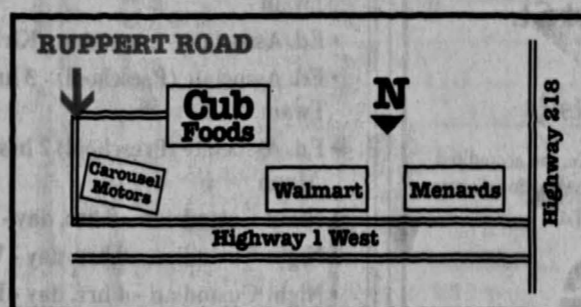 RUPPERT ROAD
Cub
Foods
N
Carousel
Motors
Walmart
Menards
Highway 218
Highway 1 West